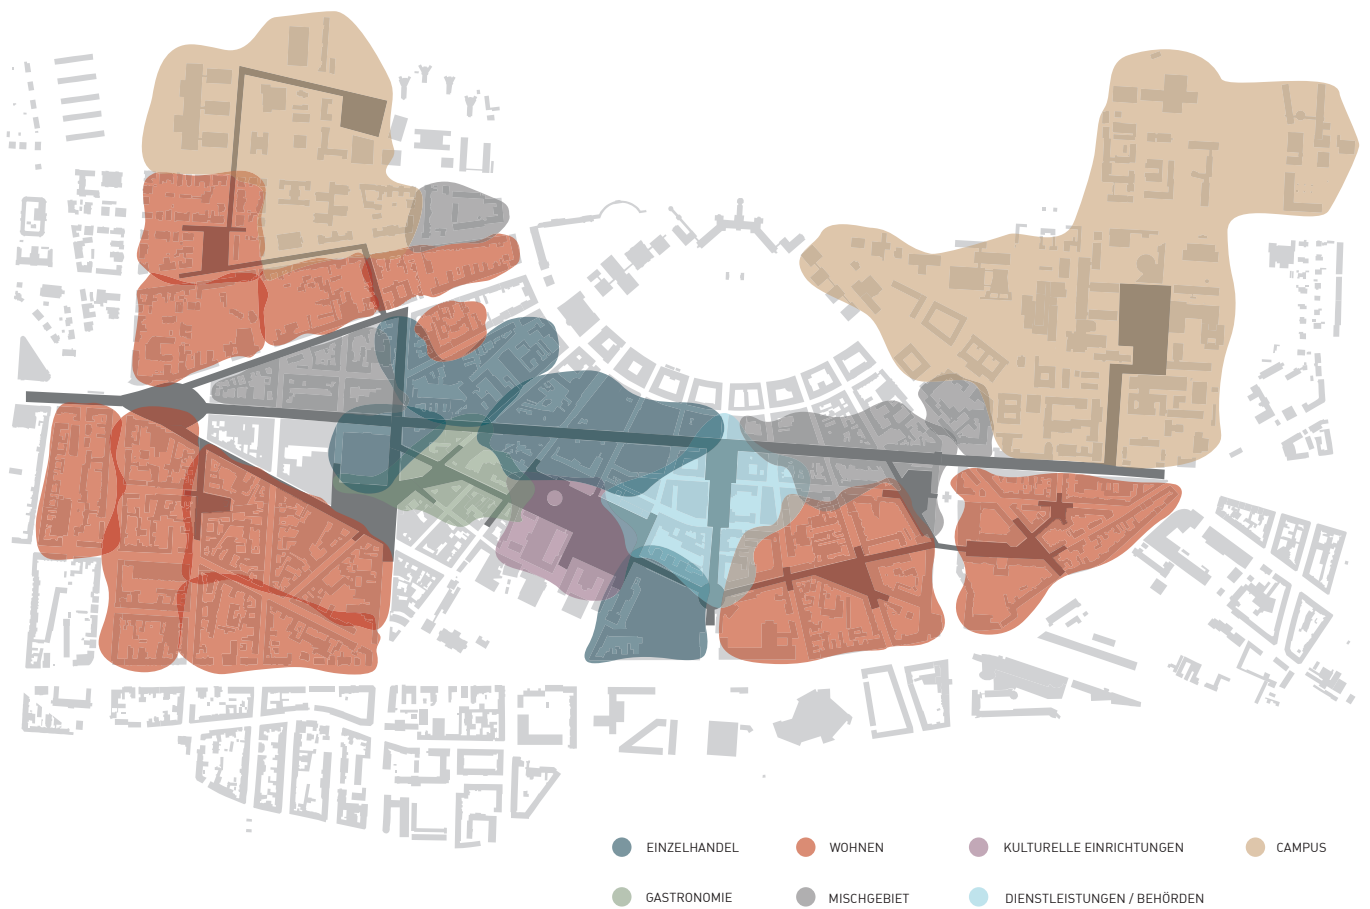 EINZELHANDEL
WOHNEN
KULTURELLE EINRICHTUNGEN
CAMPUS
GASTRONOMIE
MISCHGEBIET
DIENSTLEISTUNGEN / BEHÖRDEN